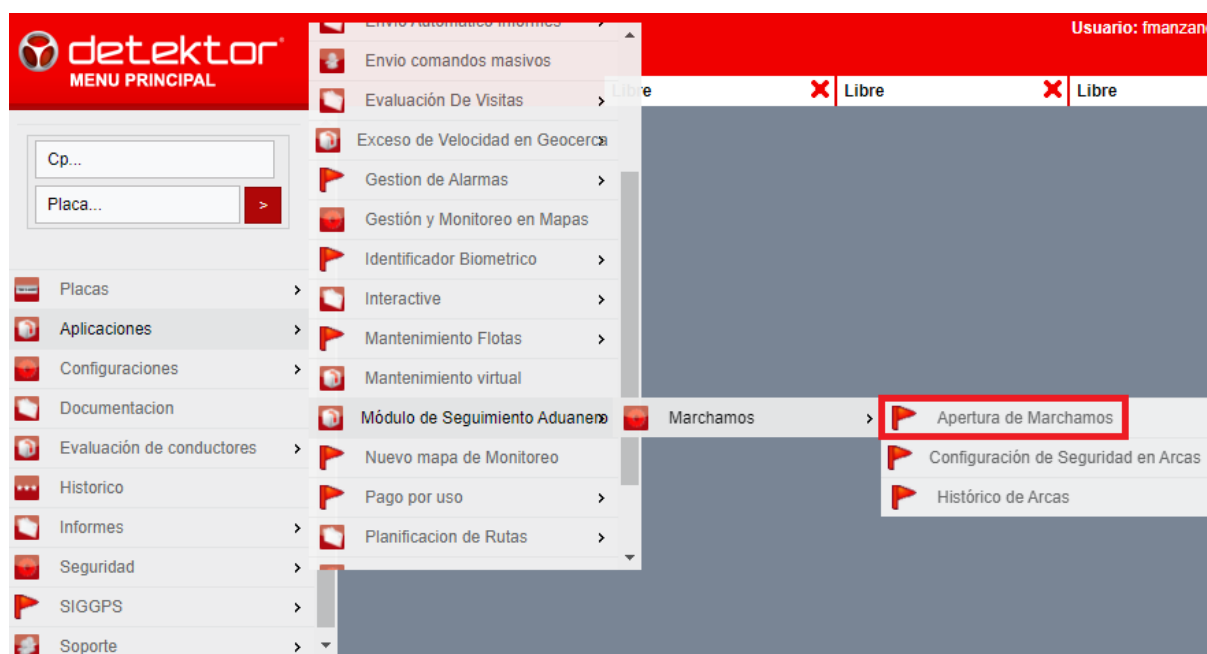 detektor
MENU PRINCIPAL
Usuario: fmanzan
Libre
Libre
Libre
Cp...
Placa...
>
Placas
Aplicaciones
Configuraciones
Documentacion
Evaluación de conductores
Historico
Informes
Seguridad
SIGGPS
Soporte
Envio Automatico Informes
Envio comandos masivos
Evaluación De Visitas
Exceso de Velocidad en Geocerca
Gestion de Alarmas
Gestión y Monitoreo en Mapas
Identificador Biometrico
Interactive
Mantenimiento Flotas
Mantenimiento virtual
Módulo de Seguimiento Aduanero
Nuevo mapa de Monitoreo
Pago por uso
Planificacion de Rutas
Marchamos
Apertura de Marchamos
Configuración de Seguridad en Arcas
Histórico de Arcas